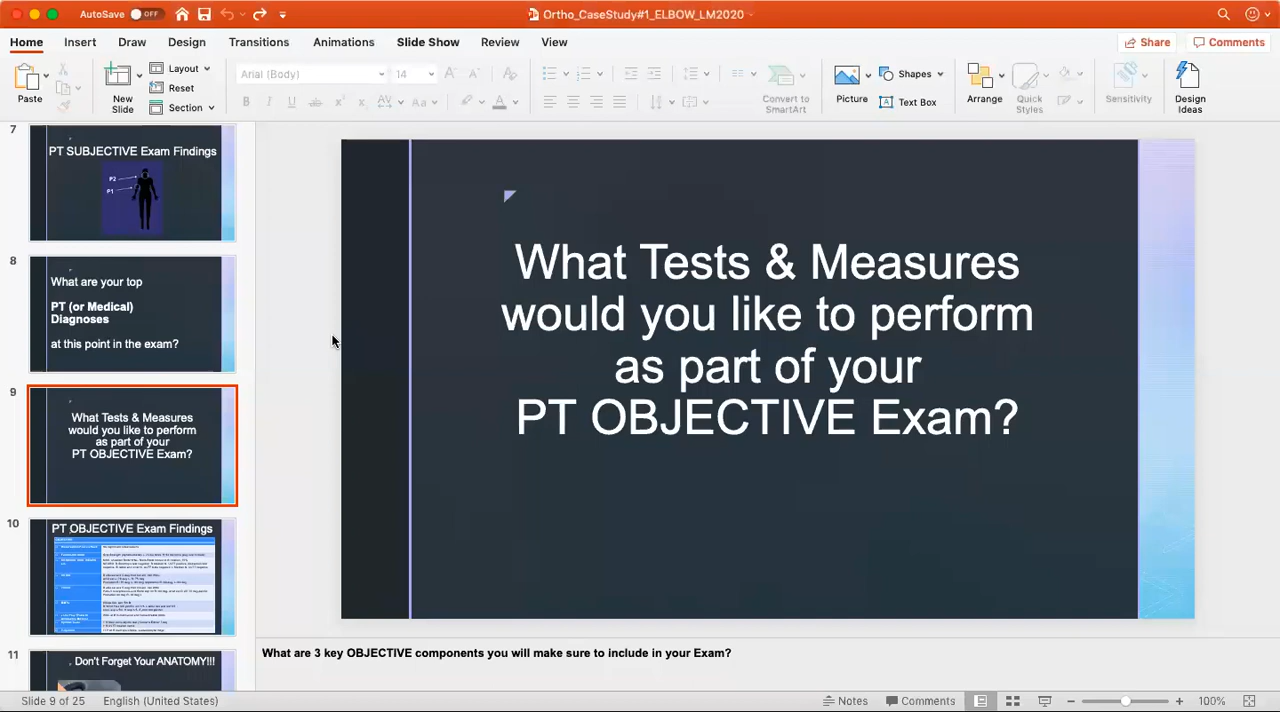 AutoSave OFF
Ortho_CaseStudy#1_ELBOW_LM2020
Home Insert Draw Design Transitions Animations Slide Show Review View
Share Comments
Paste
New Slide
Layout
Reset
Section
Arial (Body) 14
B I U
Convert to SmartArt
Picture
Shapes
Text Box
Arrange
Quick Styles
Sensitivity
Design Ideas
7
PT SUBJECTIVE Exam Findings
P2
P1
8
What are your top
PT (or Medical)
Diagnoses
at this point in the exam?
9
What Tests & Measures
would you like to perform
as part of your
PT OBJECTIVE Exam?
10
PT OBJECTIVE Exam Findings
11
Don't Forget Your ANATOMY!!!
What Tests & Measures
would you like to perform
as part of your
PT OBJECTIVE Exam?
What are 3 key OBJECTIVE components you will make sure to include in your Exam?
Slide 9 of 25 English (United States) Notes Comments 100%